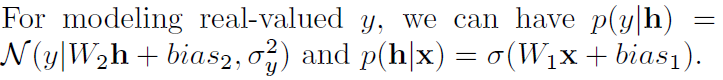 For modeling real-valued y, we can have p(y|h) =
N(y|W₂h + bias₂, σ²_y) and p(h|x) = σ(W₁x + bias₁).